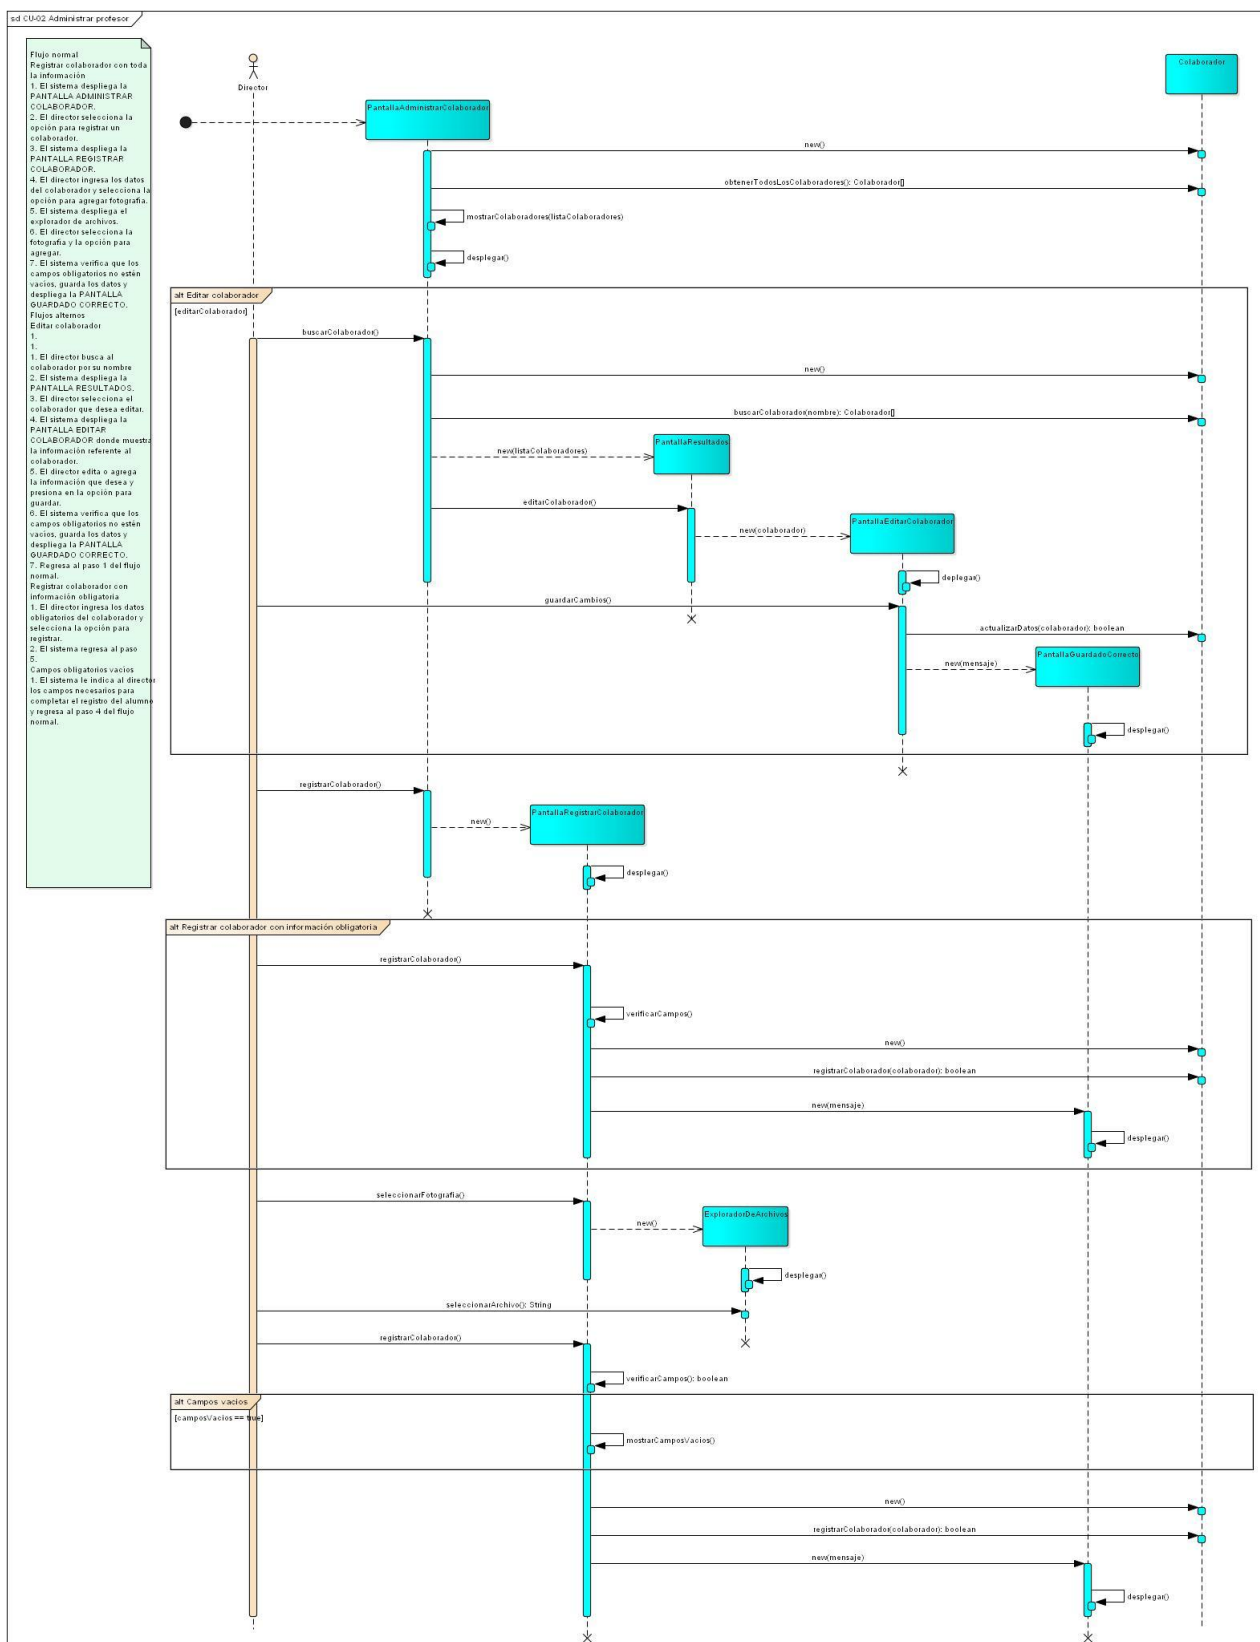 sd CU-02 Administrar profesor
Flujo normal
Registrar colaborador con toda
la información
1. El sistema despliega la
PANTALLA ADMINISTRAR
COLABORADOR.
2. El director selecciona la
opción para registrar un
colaborador.
3. El sistema despliega la
PANTALLA REGISTRAR
COLABORADOR.
4. El director ingresa los datos
del colaborador y selecciona la
opción para agregar fotografía.
5. El sistema despliega el
explorador de archivos.
6. El director selecciona la
fotografía y la opción para
agregar.
7. El sistema verifica que los
campos obligatorios no estén
vacíos, guarda los datos y
despliega la PANTALLA
GUARDADO CORRECTO.
Flujos alternos
Editar colaborador
1.
1.
1. El director busca al
colaborador por su nombre
2. El sistema despliega la
PANTALLA RESULTADOS.
3. El director selecciona el
colaborador que desea editar.
4. El sistema despliega la
PANTALLA EDITAR
COLABORADOR donde muestra
la información referente al
colaborador.
5. El director edita o agrega
la información que desea y
presiona en la opción para
guardar.
6. El sistema verifica que los
campos obligatorios no estén
vacíos, guarda los datos y
despliega la PANTALLA
GUARDADO CORRECTO.
7. Regresa al paso 1 del flujo
normal.
Registrar colaborador con
información obligatoria
1. El director ingresa los datos
obligatorios del colaborador y
selecciona la opción para
registrar.
2. El sistema regresa al paso
5.
Campos obligatorios vacíos
1. El sistema le indica al director
los campos necesarios para
completar el registro del alumno
y regresa al paso 4 del flujo
normal.
Director
Colaborador
PantallaAdministrarColaborador
new()
obtenerTodosLosColaboradores(): Colaborador[]
mostrarColaboradores(listaColaboradores)
desplegar()
alt Editar colaborador
[editarColaborador]
buscarColaborador()
new()
buscarColaborador(nombre): Colaborador[]
PantallaResultados
new(listaColaboradores)
editarColaborador()
PantallaEditarColaborador
new(colaborador)
deplegar()
guardarCambios()
actualizarDatos(colaborador): boolean
PantallaGuardadoCorrecto
new(mensaje)
desplegar()
registrarColaborador()
PantallaRegistrarColaborador
new()
desplegar()
alt Registrar colaborador con información obligatoria
registrarColaborador()
verificarCampos()
new()
registrarColaborador(colaborador): boolean
new(mensaje)
desplegar()
seleccionarFotografia()
ExploradorDeArchivos
new()
desplegar()
seleccionarArchivo(): String
registrarColaborador()
verificarCampos(): boolean
alt Campos vacios
[camposVacios == true]
mostrarCamposVacios()
new()
registrarColaborador(colaborador): boolean
new(mensaje)
desplegar()